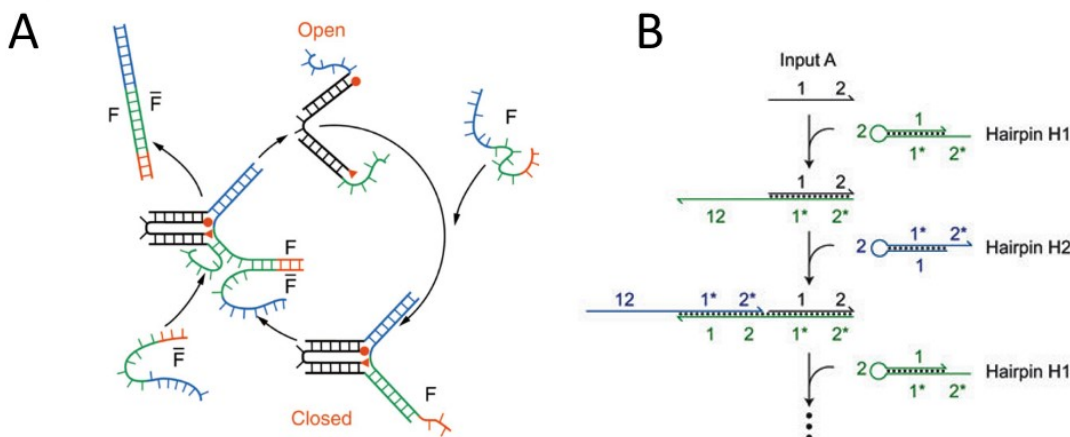 A
Open
F
F̅
F
F
F̅
F̅
F
Closed
B
Input A
1 2
1
2
Hairpin H1
1* 2*
1 2
12 1* 2*
1* 2*
2
Hairpin H2
1
12 1* 2* 1 2
1 2 1* 2*
1
2
Hairpin H1
1* 2*